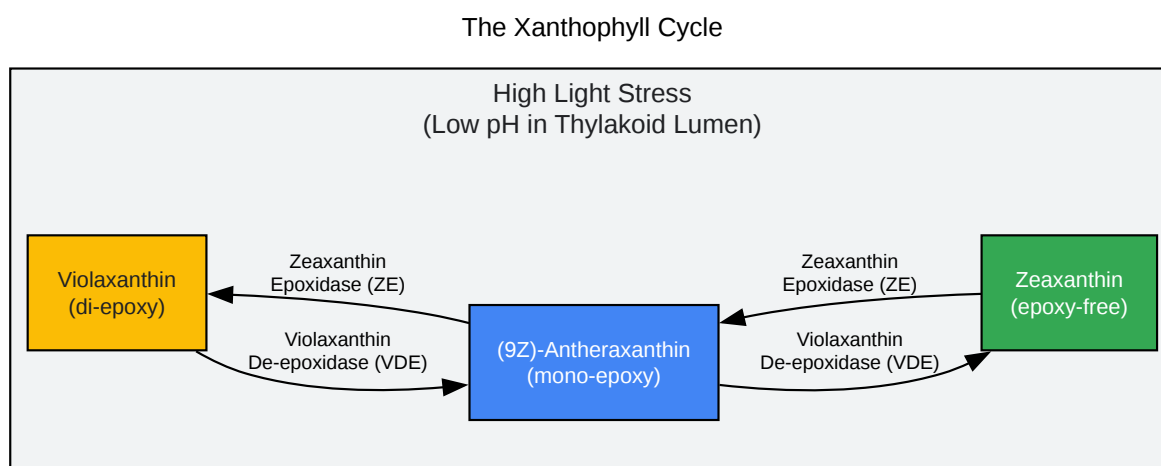 The Xanthophyll Cycle
High Light Stress
(Low pH in Thylakoid Lumen)
Violaxanthin
(di-epoxy)
Zeaxanthin
Epoxidase (ZE)
Violaxanthin
De-epoxidase (VDE)
(9Z)-Antheraxanthin
(mono-epoxy)
Zeaxanthin
Epoxidase (ZE)
Violaxanthin
De-epoxidase (VDE)
Zeaxanthin
(epoxy-free)